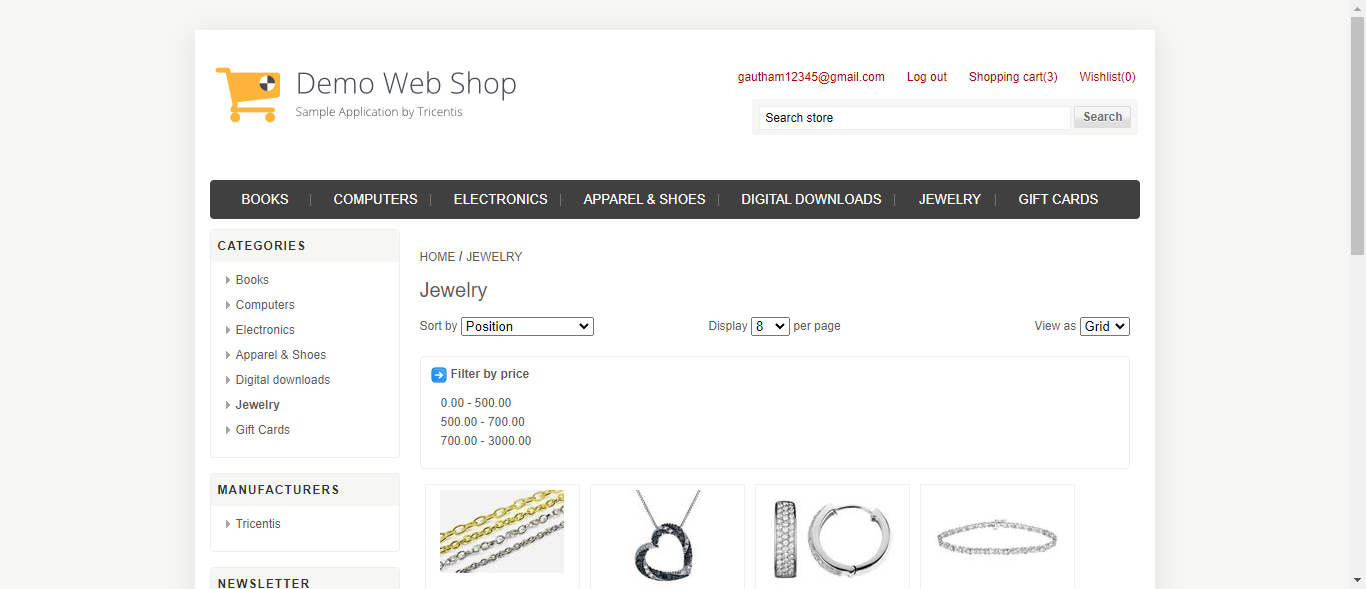 Demo Web Shop
Sample Application by Tricentis
gautham12345@gmail.com Log out Shopping cart(3) Wishlist(0)
Search store Search
BOOKS COMPUTERS ELECTRONICS APPAREL & SHOES DIGITAL DOWNLOADS JEWELRY GIFT CARDS
CATEGORIES
Books
Computers
Electronics
Apparel & Shoes
Digital downloads
Jewelry
Gift Cards
MANUFACTURERS
Tricentis
NEWSLETTER
HOME / JEWELRY
Jewelry
Sort by Position Display 8 per page View as Grid
Filter by price
0.00 - 500.00
500.00 - 700.00
700.00 - 3000.00